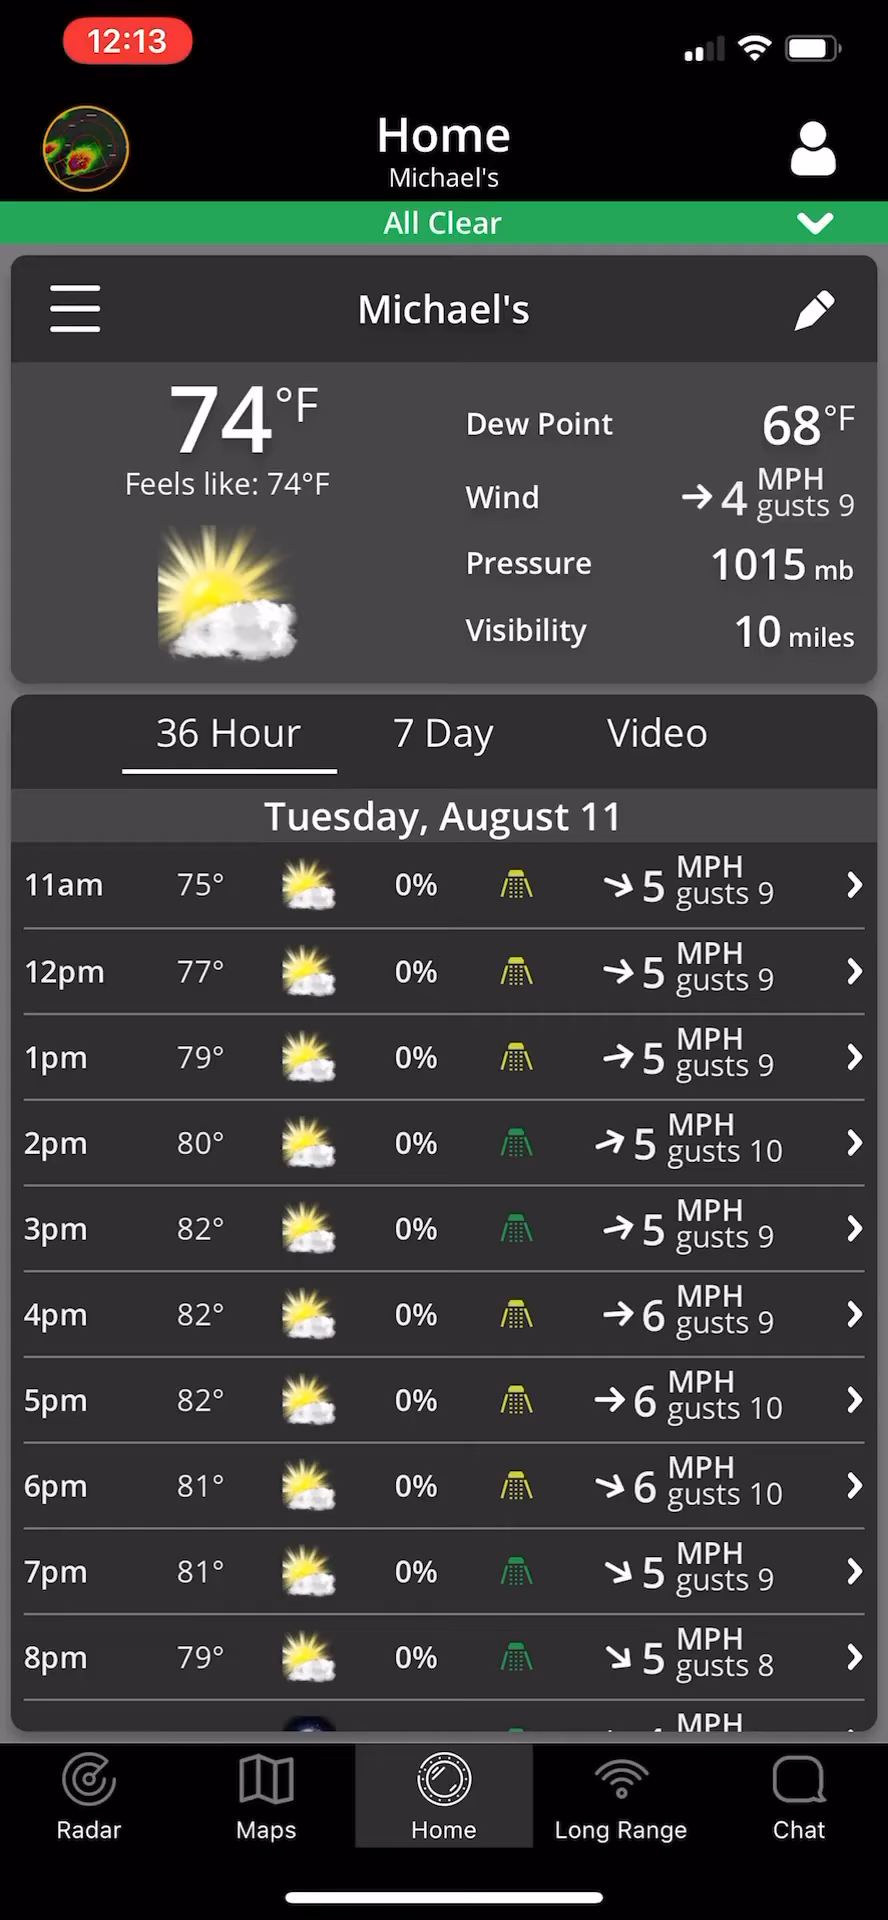 12:13
Home
Michael's
All Clear
Michael's
74°F
Feels like: 74°F
Dew Point 68°F
Wind 4 MPH gusts 9
Pressure 1015 mb
Visibility 10 miles
36 Hour 7 Day Video
Tuesday, August 11
11am 75° 0% 5 MPH gusts 9
12pm 77° 0% 5 MPH gusts 9
1pm 79° 0% 5 MPH gusts 9
2pm 80° 0% 5 MPH gusts 10
3pm 82° 0% 5 MPH gusts 9
4pm 82° 0% 6 MPH gusts 9
5pm 82° 0% 6 MPH gusts 10
6pm 81° 0% 6 MPH gusts 10
7pm 81° 0% 5 MPH gusts 9
8pm 79° 0% 5 MPH gusts 8
MPH
Radar Maps Home Long Range Chat